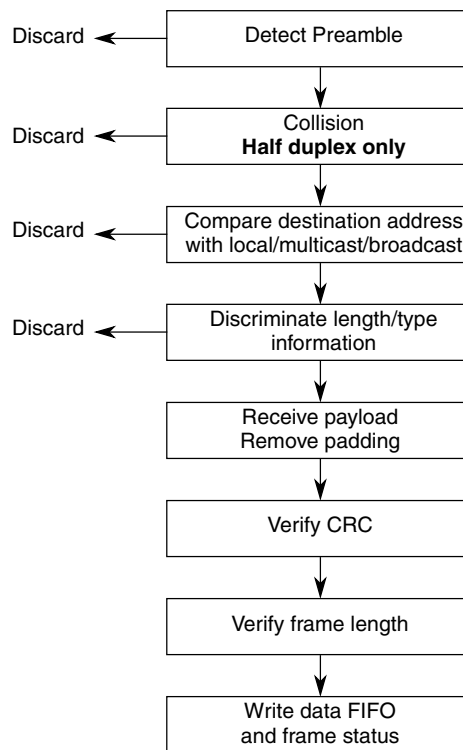 Discard
Detect Preamble
Discard
Collision
Half duplex only
Discard
Compare destination address
with local/multicast/broadcast
Discard
Discriminate length/type
information
Receive payload
Remove padding
Verify CRC
Verify frame length
Write data FIFO
and frame status